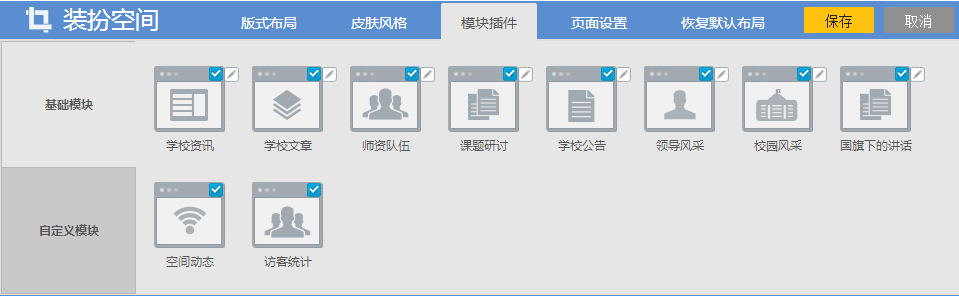 装扮空间 版式布局 皮肤风格 模块插件 页面设置 恢复默认布局 保存 取消
基础模块
学校资讯 学校文章 师资队伍 课题研讨 学校公告 领导风采 校园风采 国旗下的讲话
自定义模块
空间动态 访客统计